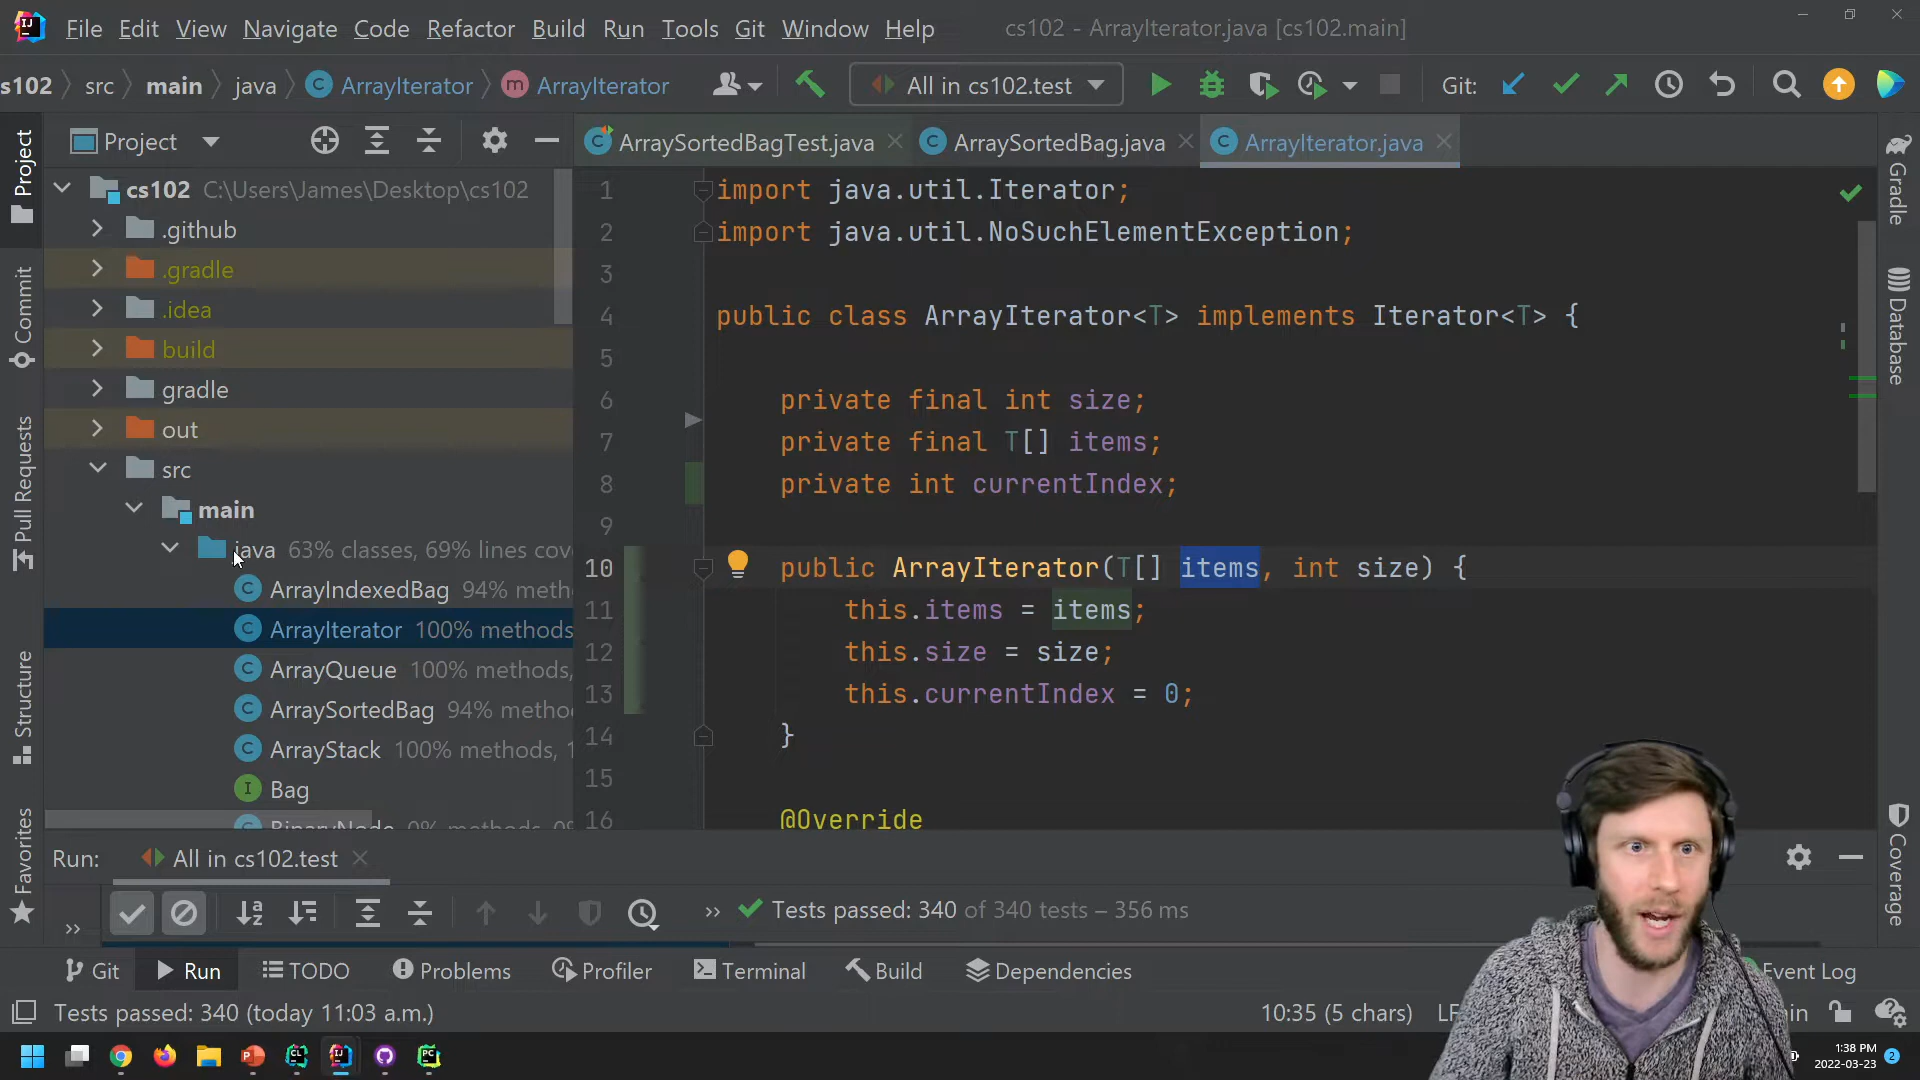 File Edit View Navigate Code Refactor Build Run Tools Git Window Help cs102 - ArrayIterator.java [cs102.main]
s102 src main java ArrayIterator ArrayIterator All in cs102.test Git:
Project
ArraySortedBagTest.java ArraySortedBag.java ArrayIterator.java
Project
Commit
Pull Requests
Structure
Favorites
cs102 C:\Users\James\Desktop\cs102
.github
.gradle
.idea
build
gradle
out
src
main
java 63% classes, 69% lines cov
ArrayIndexedBag 94% meth
ArrayIterator 100% methods
ArrayQueue 100% methods,
ArraySortedBag 94% metho
ArrayStack 100% methods, 1
Bag
BinaryNode 0% methods, 0%
1 import java.util.Iterator;
2 import java.util.NoSuchElementException;
3
4 public class ArrayIterator<T> implements Iterator<T> {
5
6 private final int size;
7 private final T[] items;
8 private int currentIndex;
9
10 public ArrayIterator(T[] items, int size) {
11 this.items = items;
12 this.size = size;
13 this.currentIndex = 0;
14 }
15
16 @Override
Gradle
Database
Coverage
Run: All in cs102.test
Tests passed: 340 of 340 tests – 356 ms
Git Run TODO Problems Profiler Terminal Build Dependencies Event Log
Tests passed: 340 (today 11:03 a.m.) 10:35 (5 chars) LF
1:38 PM
2022-03-23
2